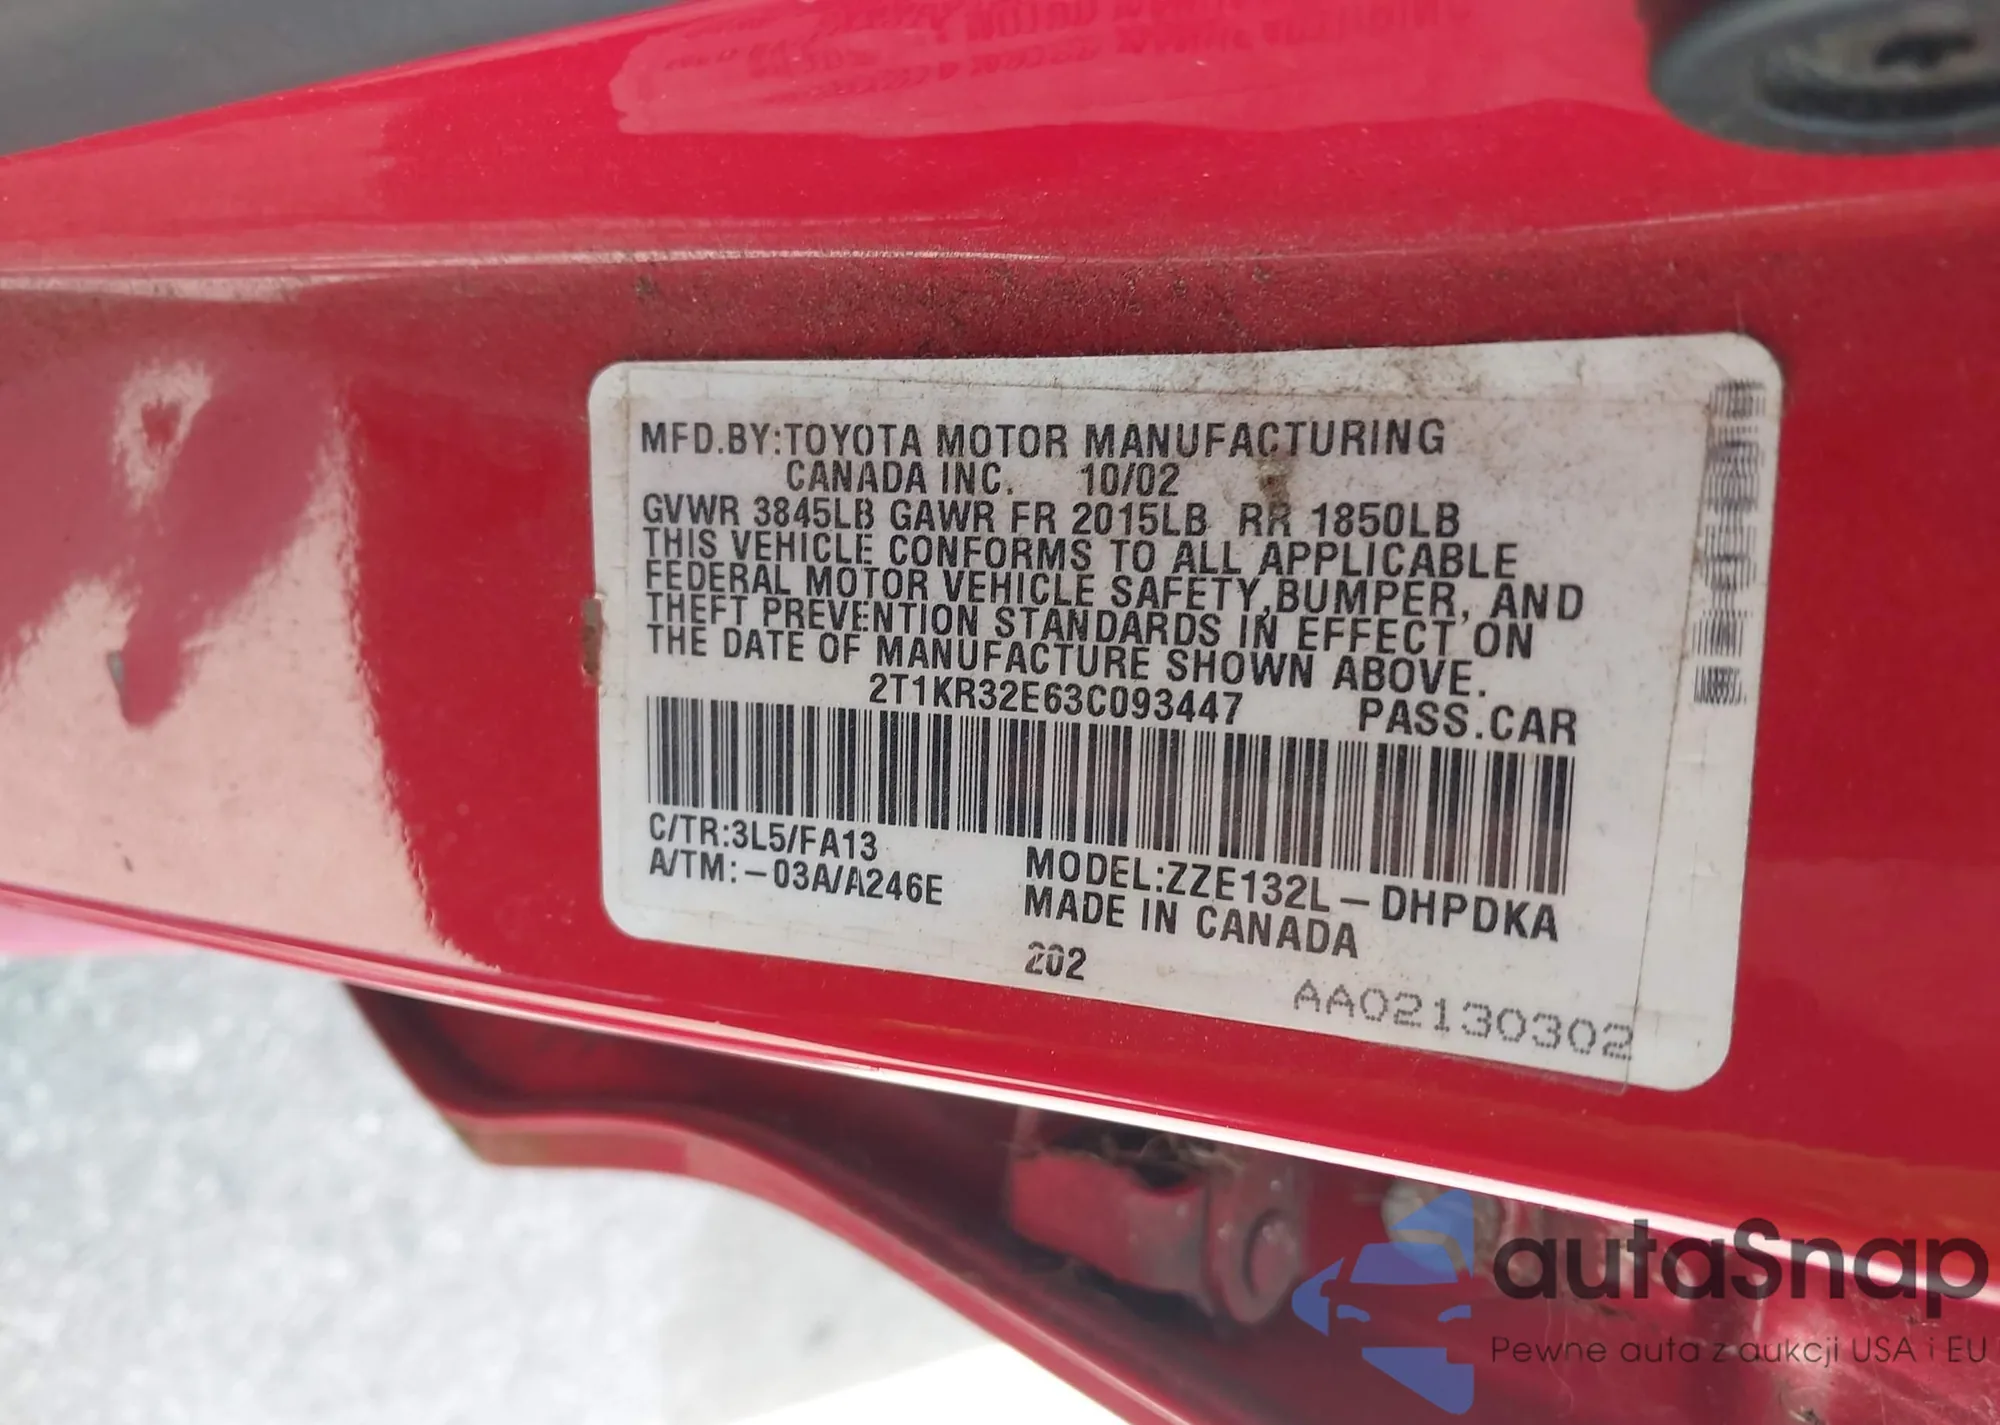 MFD.BY:TOYOTA MOTOR MANUFACTURING
CANADA INC. 10/02
GVWR 3845LB GAWR FR 2015LB RR 1850LB
THIS VEHICLE CONFORMS TO ALL APPLICABLE
FEDERAL MOTOR VEHICLE SAFETY,BUMPER, AND
THEFT PREVENTION STANDARDS IN EFFECT ON
THE DATE OF MANUFACTURE SHOWN ABOVE.
2T1KR32E63C093447 PASS.CAR
C/TR:3L5/FA13
A/TM:-03A/A246E
MODEL:ZZE132L-DHPDKA
MADE IN CANADA
202
AA02130302
autaSnap
Pewne auta z aukcji USA i EU